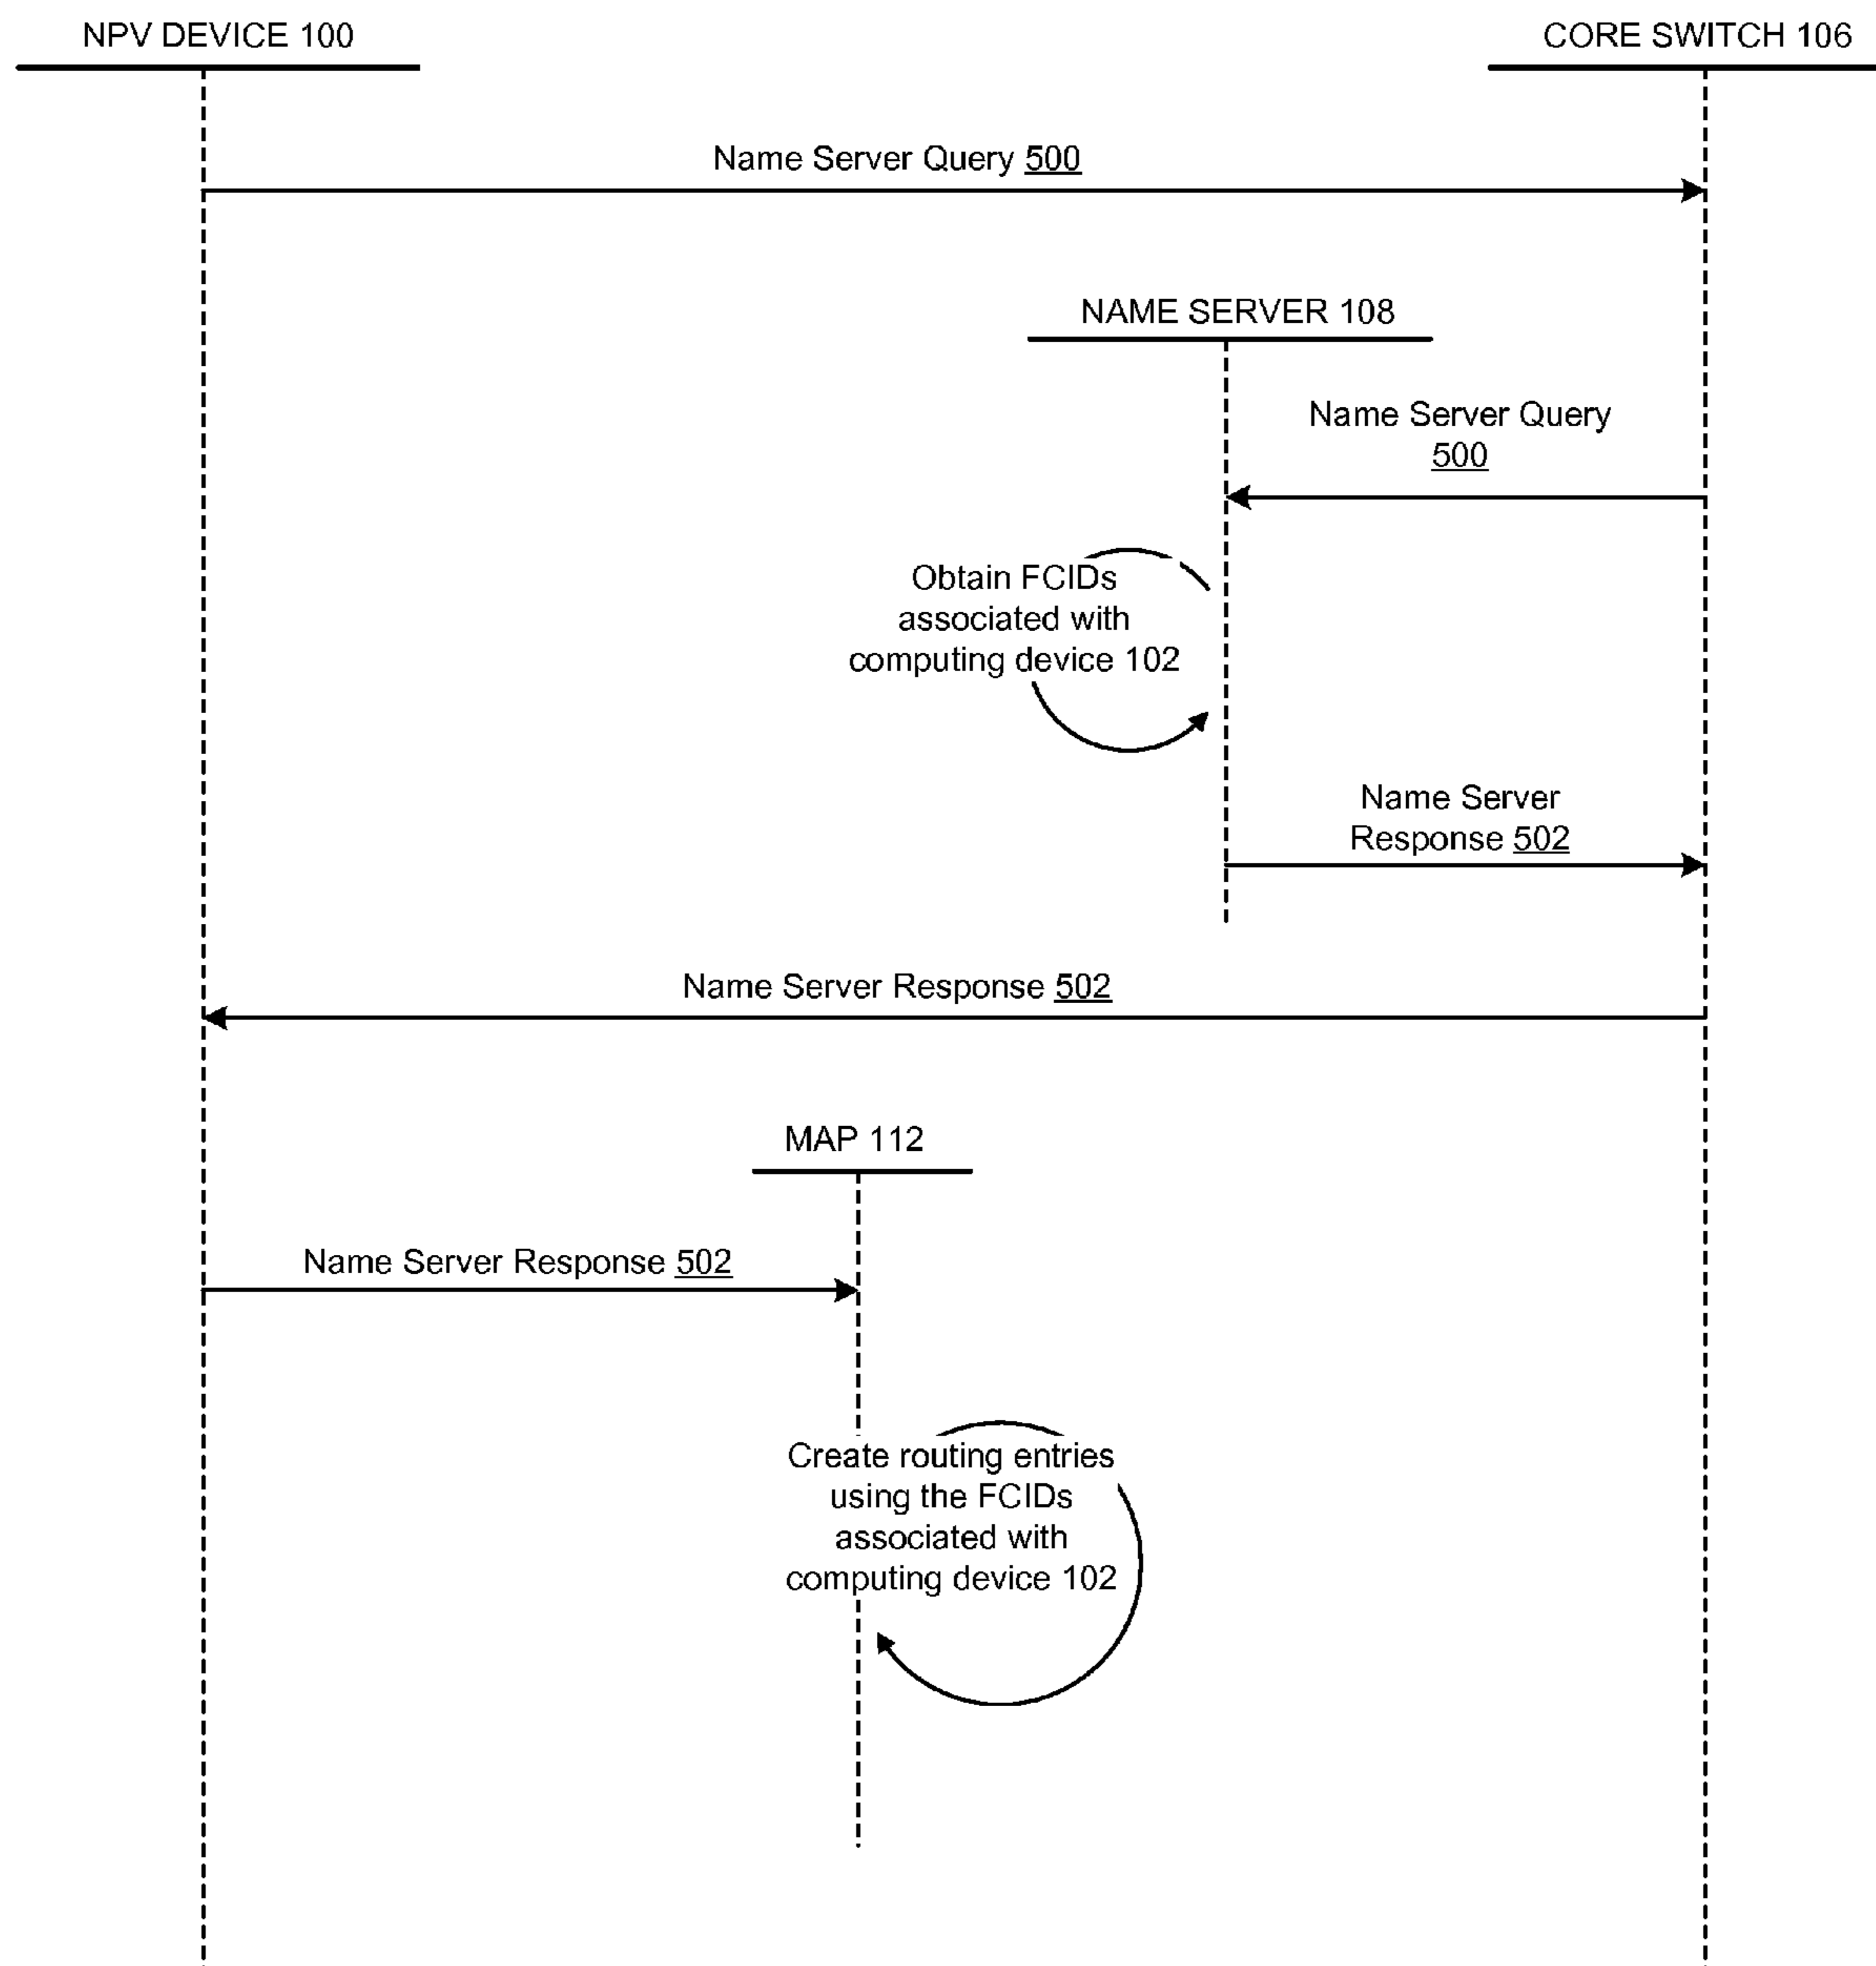 NPV DEVICE 100
CORE SWITCH 106
Name Server Query 500
NAME SERVER 108
Name Server Query
500
Obtain FCIDs
associated with
computing device 102
Name Server
Response 502
Name Server Response 502
MAP 112
Name Server Response 502
Create routing entries
using the FCIDs
associated with
computing device 102